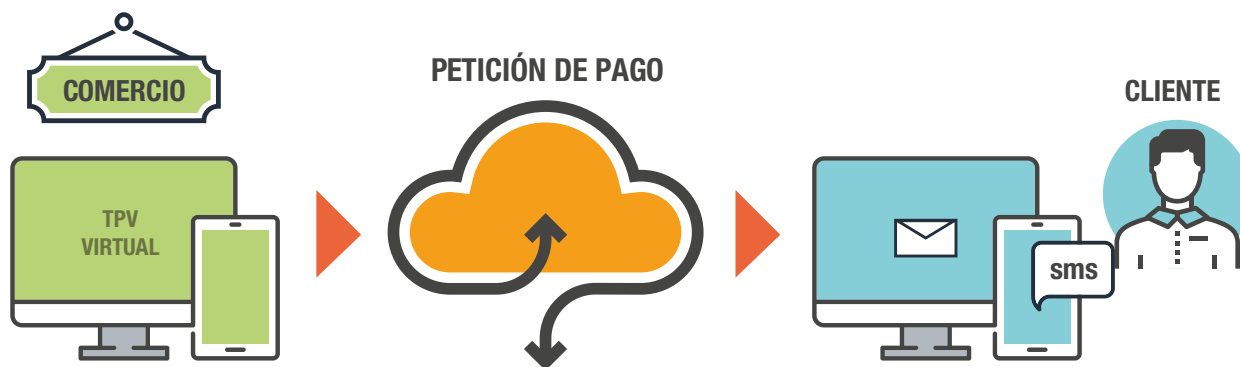 COMERCIO
TPV
VIRTUAL
PETICIÓN DE PAGO
CLIENTE
sms